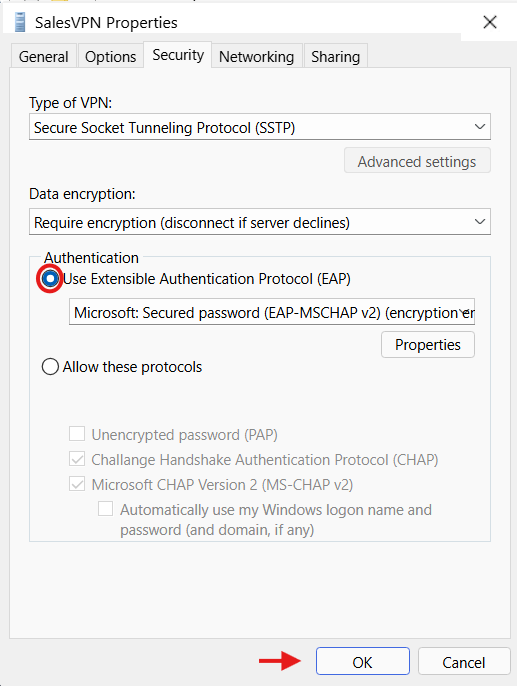 SalesVPN Properties
General Options Security Networking Sharing
Type of VPN:
Secure Socket Tunneling Protocol (SSTP)
Advanced settings
Data encryption:
Require encryption (disconnect if server declines)
Authentication
Use Extensible Authentication Protocol (EAP)
Microsoft: Secured password (EAP-MSCHAP v2) (encryption en
Properties
Allow these protocols
Unencrypted password (PAP)
Challange Handshake Authentication Protocol (CHAP)
Microsoft CHAP Version 2 (MS-CHAP v2)
Automatically use my Windows logon name and
password (and domain, if any)
OK Cancel